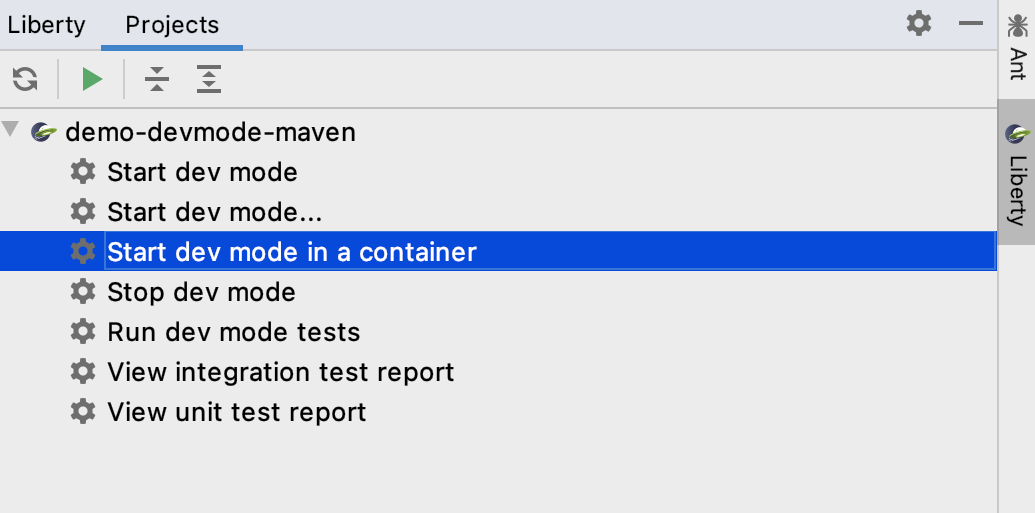 Liberty Projects
demo-devmode-maven
Start dev mode
Start dev mode...
Start dev mode in a container
Stop dev mode
Run dev mode tests
View integration test report
View unit test report
Ant
Liberty